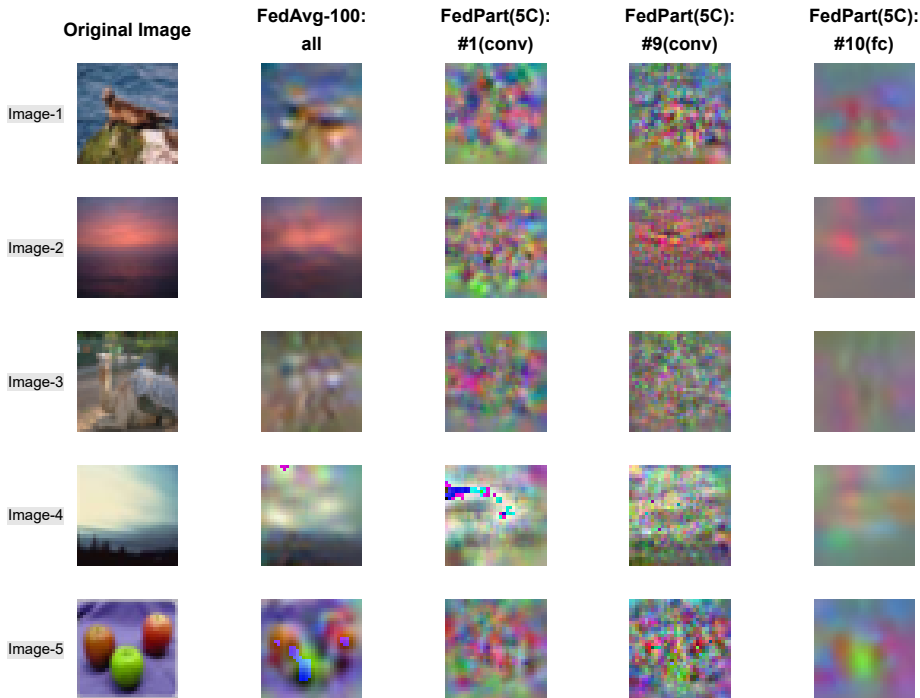 Original Image
FedAvg-100:
all
FedPart(5C):
#1(conv)
FedPart(5C):
#9(conv)
FedPart(5C):
#10(fc)
Image-1
Image-2
Image-3
Image-4
Image-5